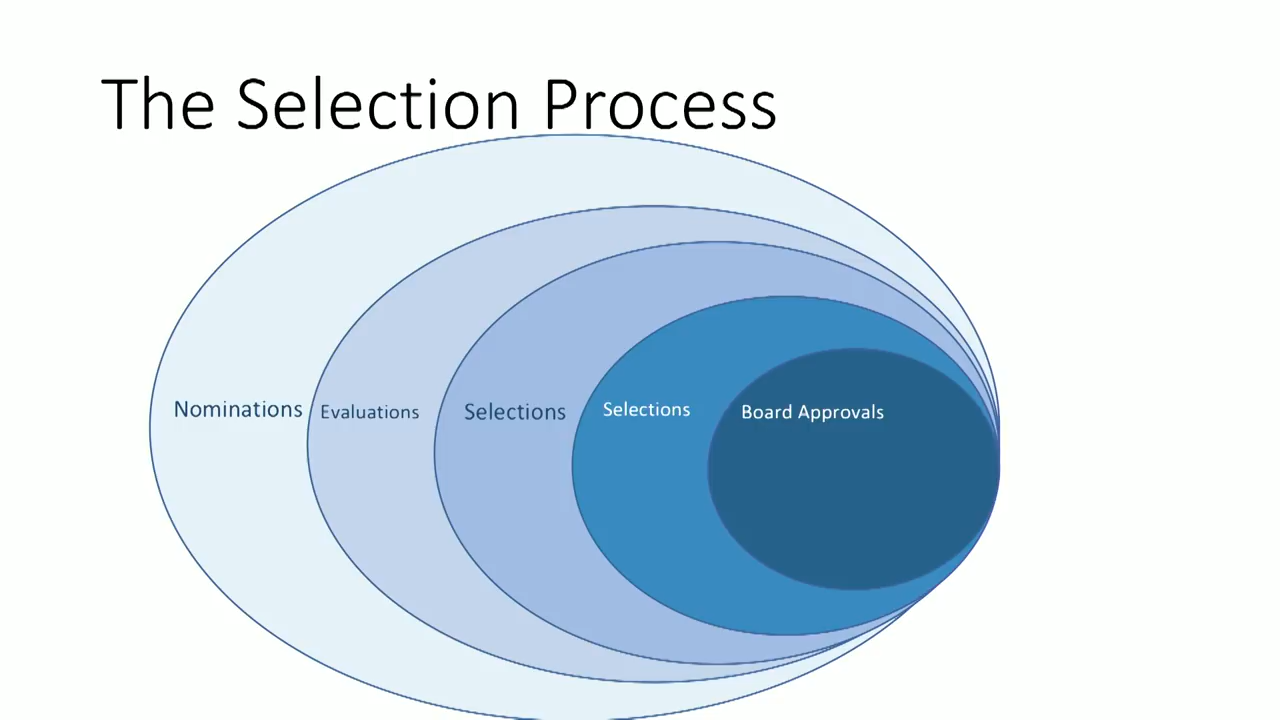 The Selection Process
Nominations
Evaluations
Selections
Selections
Board Approvals